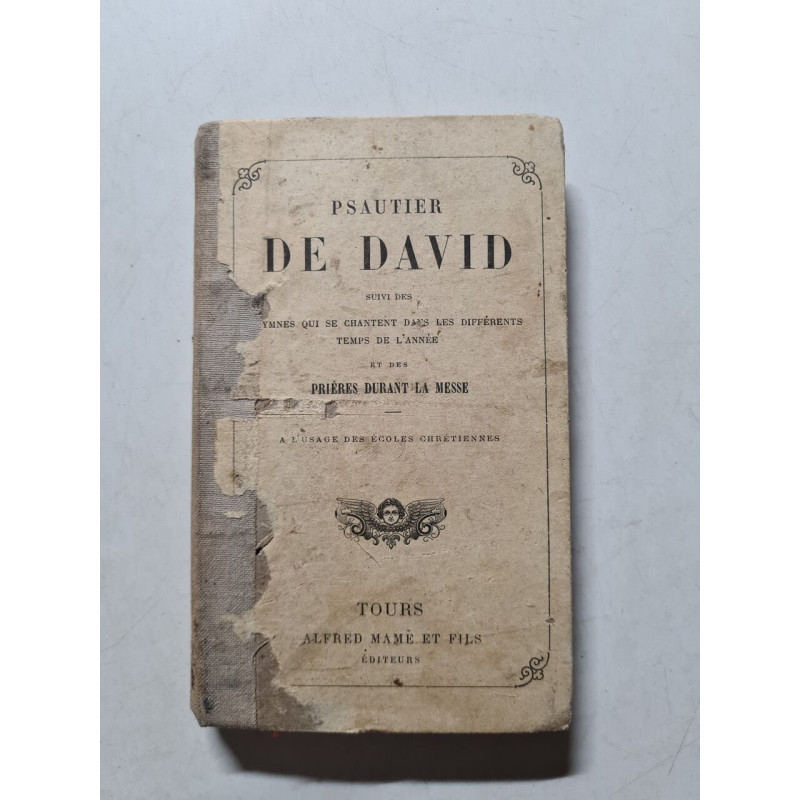 PSAUTIER
DE DAVID
SUIVI DES
YMNES QUI SE CHANTENT DANS LES DIFFÉRENTS
TEMPS DE L'ANNÉE
ET DES
PRIÈRES DURANT LA MESSE
A L'USAGE DES ÉCOLES CHRÉTIENNES
TOURS
ALFRED MAME ET FILS
ÉDITEURS